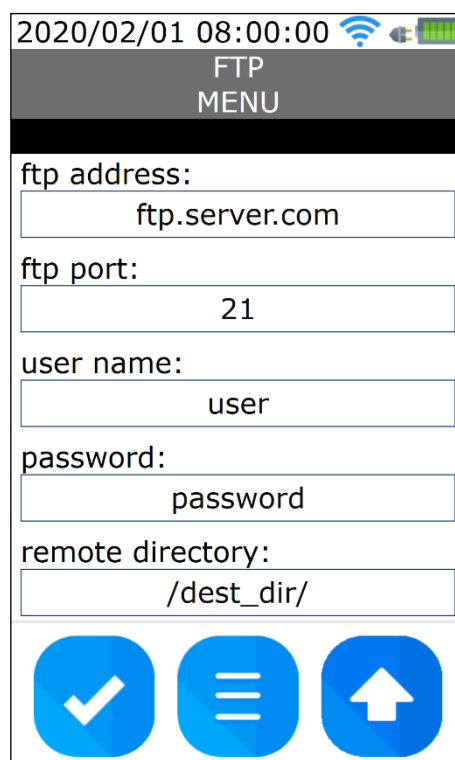 2020/02/01 08:00:00
FTP
MENU
ftp address:
ftp.server.com
ftp port:
21
user name:
user
password:
password
remote directory:
/dest_dir/